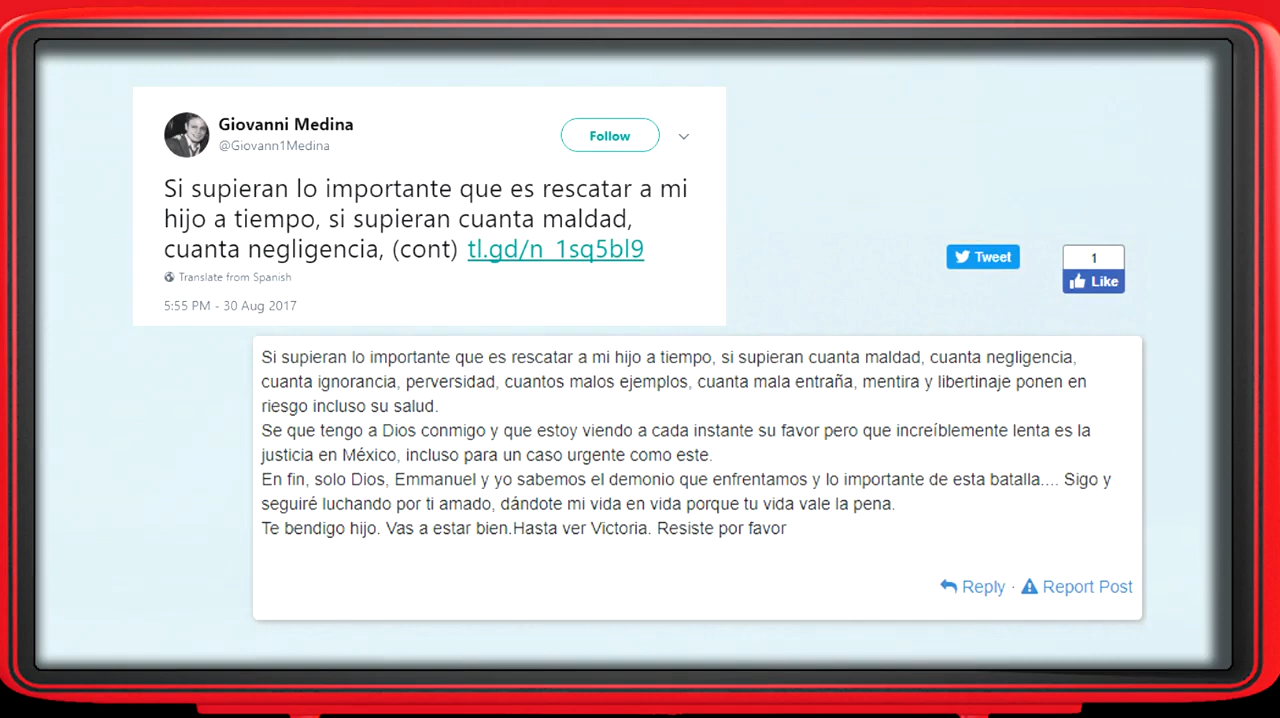 Giovanni Medina
@Giovann1Medina
Follow
Si supieran lo importante que es rescatar a mi
hijo a tiempo, si supieran cuanta maldad,
cuanta negligencia, (cont) tl.gd/n_1sq5bl9
Translate from Spanish
5:55 PM - 30 Aug 2017
Tweet
1
Like
Si supieran lo importante que es rescatar a mi hijo a tiempo, si supieran cuanta maldad, cuanta negligencia,
cuanta ignorancia, perversidad, cuantos malos ejemplos, cuanta mala entraña, mentira y libertinaje ponen en
riesgo incluso su salud.
Se que tengo a Dios conmigo y que estoy viendo a cada instante su favor pero que increíblemente lenta es la
justicia en México, incluso para un caso urgente como este.
En fin, solo Dios, Emmanuel y yo sabemos el demonio que enfrentamos y lo importante de esta batalla.... Sigo y
seguiré luchando por ti amado, dándote mi vida en vida porque tu vida vale la pena.
Te bendigo hijo. Vas a estar bien.Hasta ver Victoria. Resiste por favor
Reply · Report Post